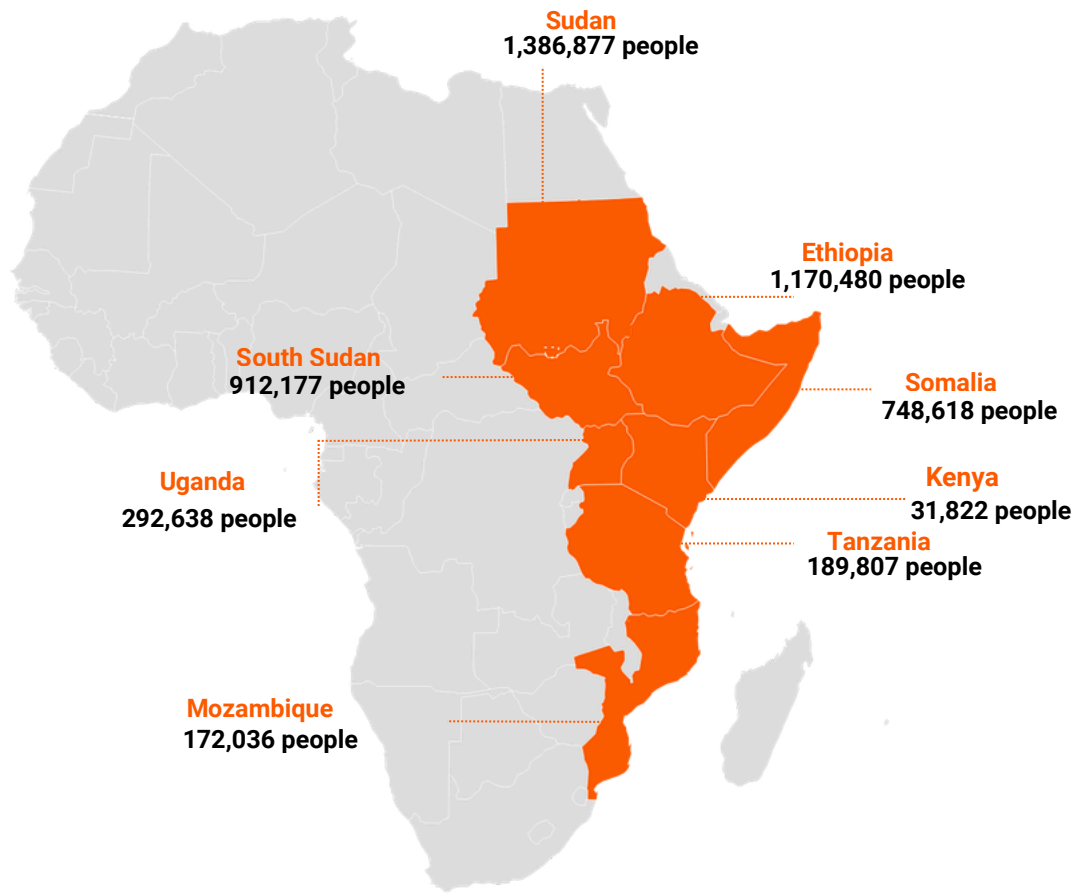 Sudan
1,386,877 people
Ethiopia
1,170,480 people
South Sudan
912,177 people
Somalia
748,618 people
Uganda
292,638 people
Kenya
31,822 people
Tanzania
189,807 people
Mozambique
172,036 people